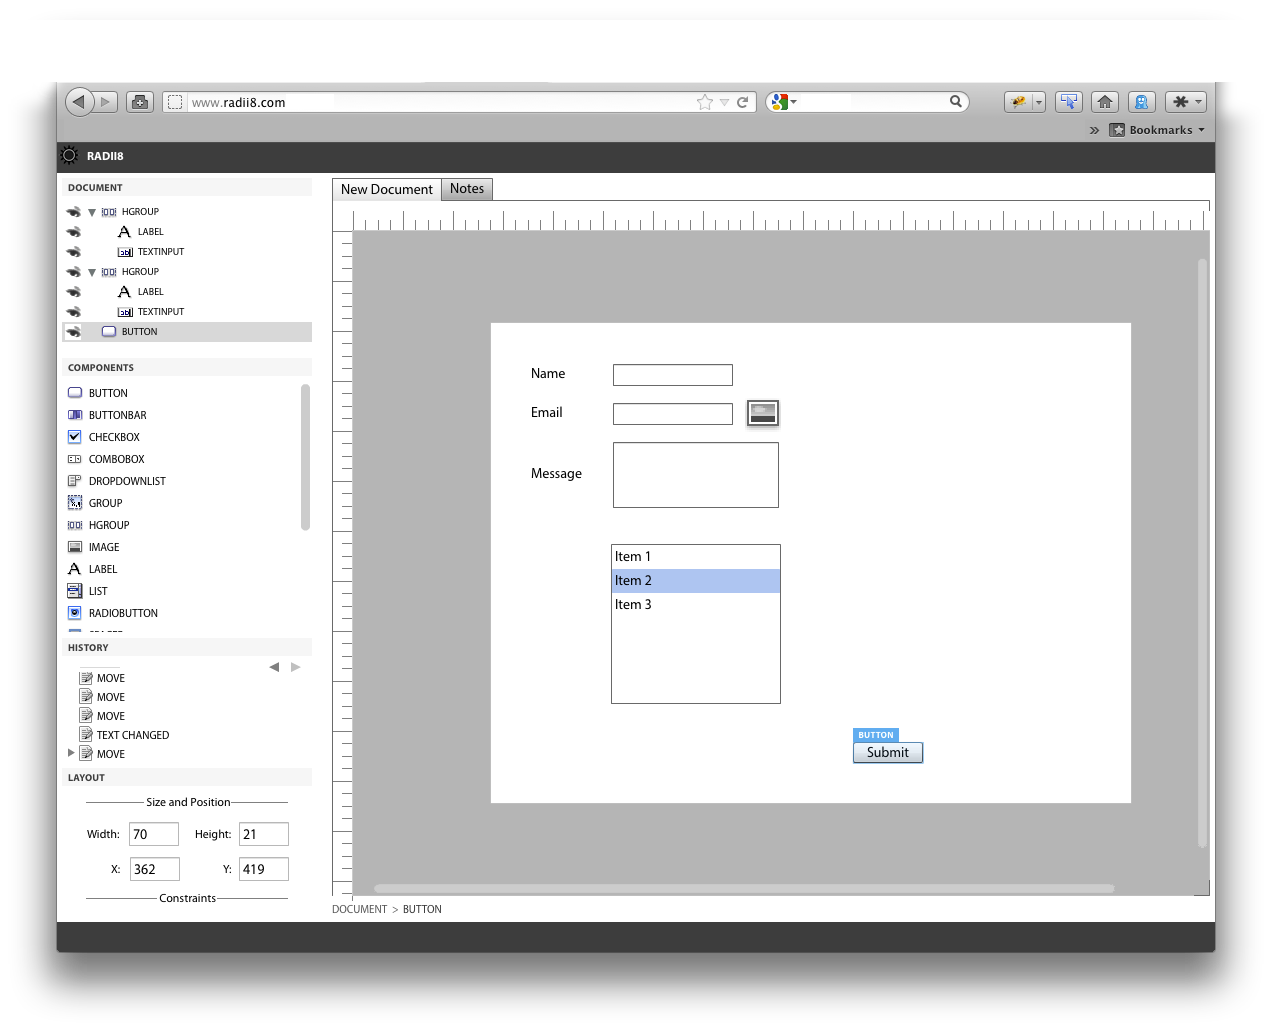 www.radii8.com
Bookmarks
RADII8
DOCUMENT
HGROUP
LABEL
TEXTINPUT
HGROUP
LABEL
TEXTINPUT
BUTTON
COMPONENTS
BUTTON
BUTTONBAR
CHECKBOX
COMBOBOX
DROPDOWNLIST
GROUP
HGROUP
IMAGE
LABEL
LIST
RADIOBUTTON
HISTORY
MOVE
MOVE
MOVE
TEXT CHANGED
MOVE
LAYOUT
Size and Position
Width: 70 Height: 21
X: 362 Y: 419
Constraints
New Document Notes
Name
Email
Message
Item 1
Item 2
Item 3
BUTTON
Submit
DOCUMENT > BUTTON